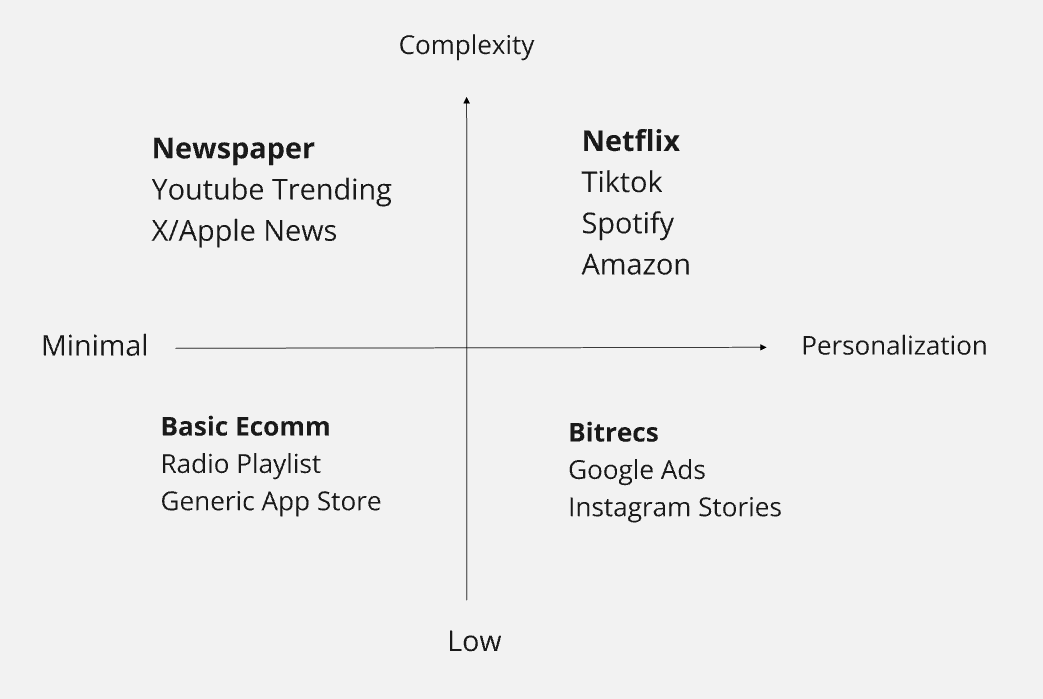 Complexity
Newspaper
Youtube Trending
X/Apple News
Netflix
Tiktok
Spotify
Amazon
Minimal
Personalization
Basic Ecomm
Radio Playlist
Generic App Store
Bitrecs
Google Ads
Instagram Stories
Low